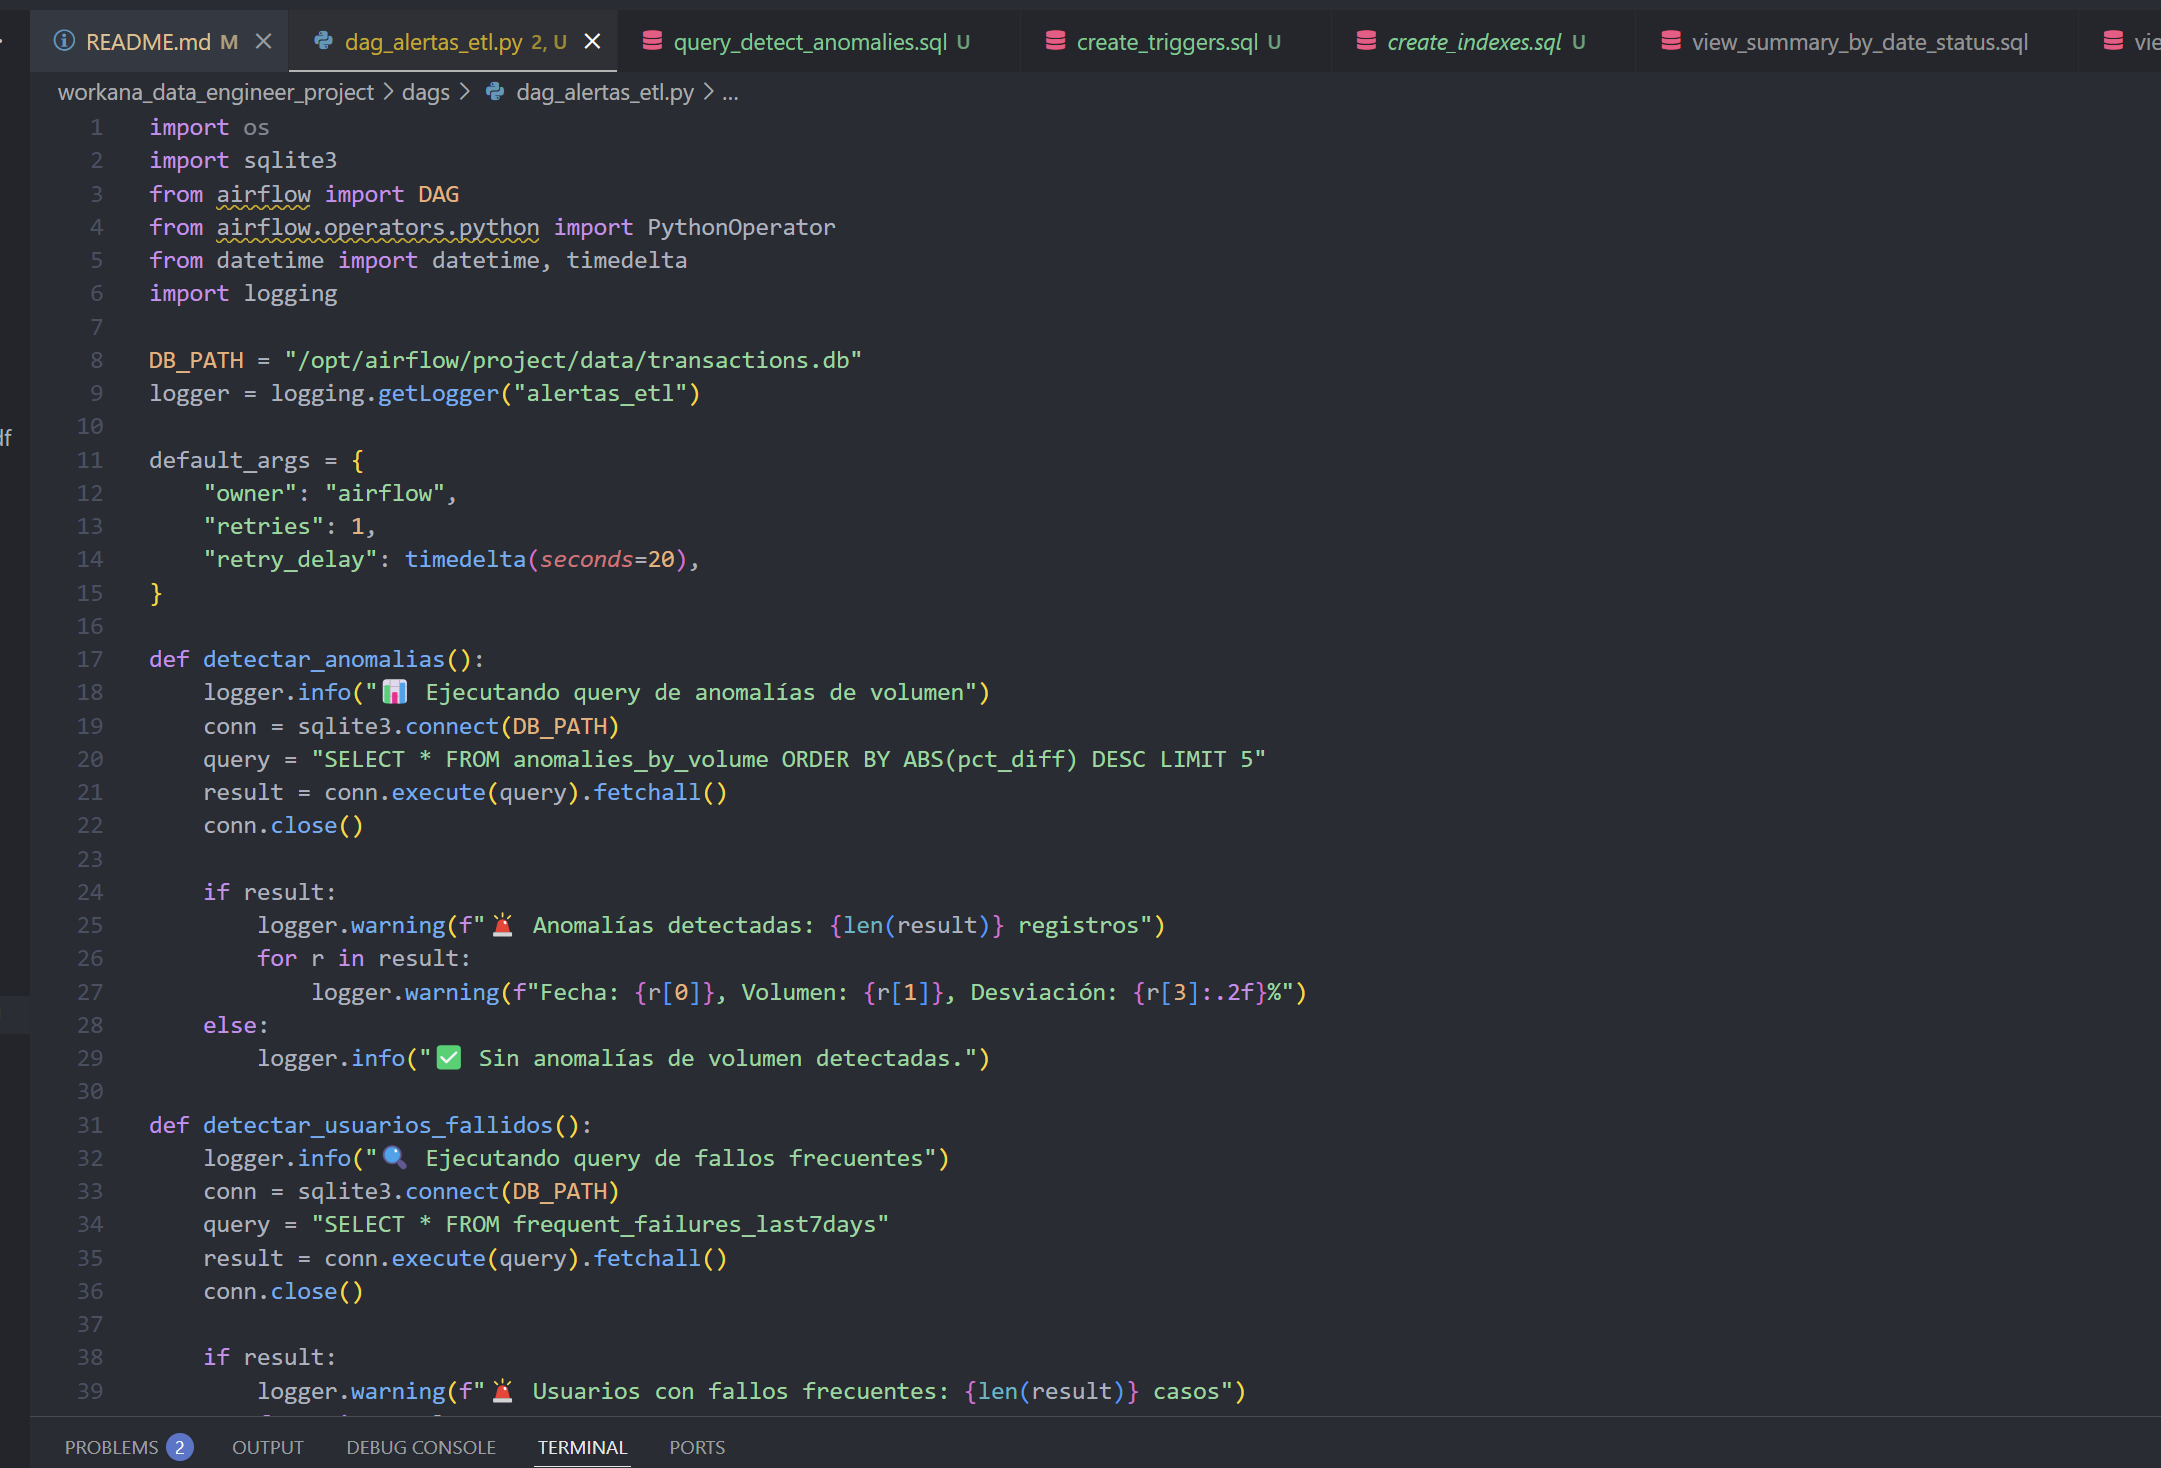 README.md M
dag_alertas_etl.py 2, U
query_detect_anomalies.sql U
create_triggers.sql U
create_indexes.sql U
view_summary_by_date_status.sql
vie
workana_data_engineer_project > dags > dag_alertas_etl.py > ...
df
1 import os
2 import sqlite3
3 from airflow import DAG
4 from airflow.operators.python import PythonOperator
5 from datetime import datetime, timedelta
6 import logging
7
8 DB_PATH = "/opt/airflow/project/data/transactions.db"
9 logger = logging.getLogger("alertas_etl")
10
11 default_args = {
12     "owner": "airflow",
13     "retries": 1,
14     "retry_delay": timedelta(seconds=20),
15 }
16
17 def detectar_anomalias():
18     logger.info("📊 Ejecutando query de anomalías de volumen")
19     conn = sqlite3.connect(DB_PATH)
20     query = "SELECT * FROM anomalies_by_volume ORDER BY ABS(pct_diff) DESC LIMIT 5"
21     result = conn.execute(query).fetchall()
22     conn.close()
23
24     if result:
25         logger.warning(f"🚨 Anomalías detectadas: {len(result)} registros")
26         for r in result:
27             logger.warning(f"Fecha: {r[0]}, Volumen: {r[1]}, Desviación: {r[3]:.2f}%")
28     else:
29         logger.info("✅ Sin anomalías de volumen detectadas.")
30
31 def detectar_usuarios_fallidos():
32     logger.info("🔍 Ejecutando query de fallos frecuentes")
33     conn = sqlite3.connect(DB_PATH)
34     query = "SELECT * FROM frequent_failures_last7days"
35     result = conn.execute(query).fetchall()
36     conn.close()
37
38     if result:
39         logger.warning(f"🚨 Usuarios con fallos frecuentes: {len(result)} casos")
PROBLEMS 2 OUTPUT DEBUG CONSOLE TERMINAL PORTS